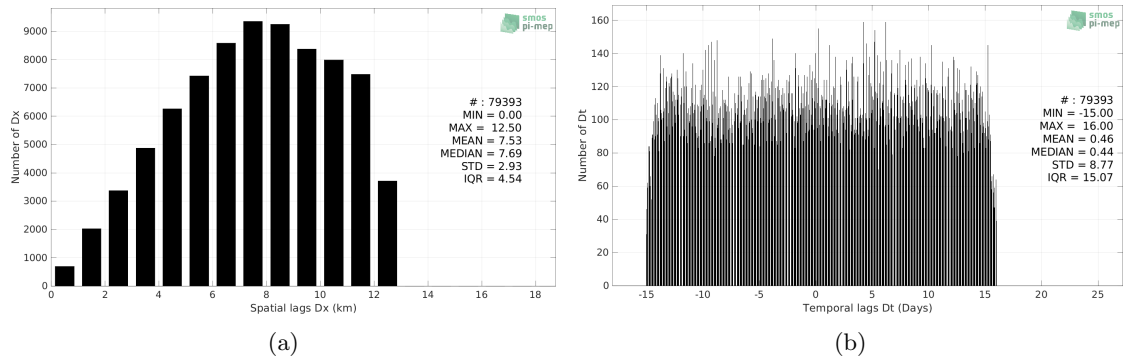 smos
pi-mep
9000
8000
7000
6000
5000
4000
3000
2000
1000
0
Number of Dx
# : 79393
MIN = 0.00
MAX = 12.50
MEAN = 7.53
MEDIAN = 7.69
STD = 2.93
IQR = 4.54
0 2 4 6 8 10 12 14 16 18
Spatial lags Dx (km)
(a)
smos
pi-mep
160
140
120
100
80
60
40
20
0
Number of Dt
# : 79393
MIN = -15.00
MAX = 16.00
MEAN = 0.46
MEDIAN = 0.44
STD = 8.77
IQR = 15.07
-15 -10 -5 0 5 10 15 20 25
Temporal lags Dt (Days)
(b)